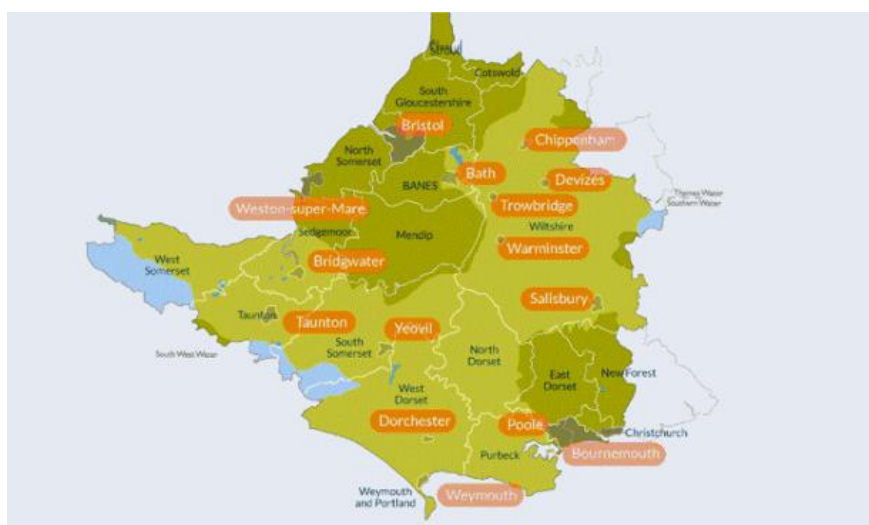 Stroud
Cotswold
South
Gloucestershire
Bristol
Chippenham
North
Somerset
Bath
BANES
Devizes
Thames Water
Southern Water
Weston-super-Mare
Trowbridge
Wiltshire
Sedgemoor
Mendip
Warminster
West
Somerset
Bridgwater
Salisbury
Taunton
Taunton
Yeovil
South
Somerset
North
Dorset
South West Water
East
Dorset
New Forest
West
Dorset
Dorchester
Poole
Christchurch
Purbeck
Bournemouth
Weymouth
and Portland
Weymouth